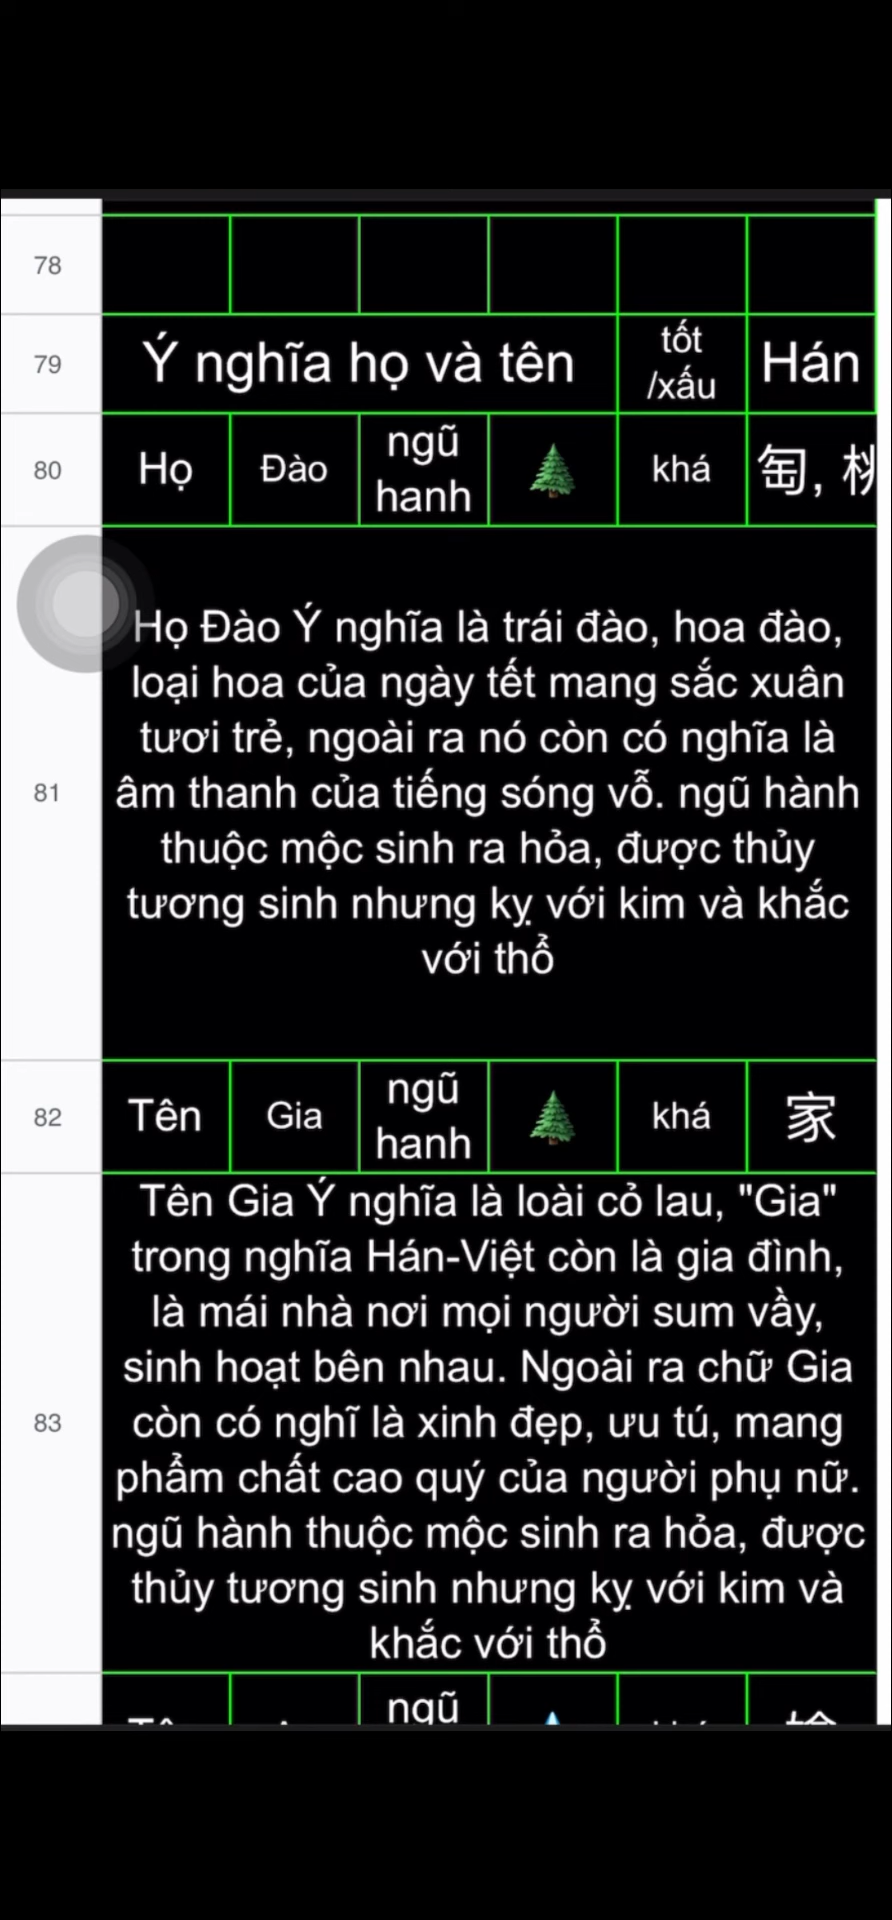 78
79 Ý nghĩa họ và tên tốt /xấu Hán
80 Họ Đào ngũ hanh khá 匋, 桃
Họ Đào Ý nghĩa là trái đào, hoa đào,
loại hoa của ngày tết mang sắc xuân
tươi trẻ, ngoài ra nó còn có nghĩa là
81 âm thanh của tiếng sóng vỗ. ngũ hành
thuộc mộc sinh ra hỏa, được thủy
tương sinh nhưng kỵ với kim và khắc
với thổ
82 Tên Gia ngũ hanh khá 家
Tên Gia Ý nghĩa là loài cỏ lau, "Gia"
trong nghĩa Hán-Việt còn là gia đình,
là mái nhà nơi mọi người sum vầy,
sinh hoạt bên nhau. Ngoài ra chữ Gia
83 còn có nghĩ là xinh đẹp, ưu tú, mang
phẩm chất cao quý của người phụ nữ.
ngũ hành thuộc mộc sinh ra hỏa, được
thủy tương sinh nhưng kỵ với kim và
khắc với thổ
ngũ